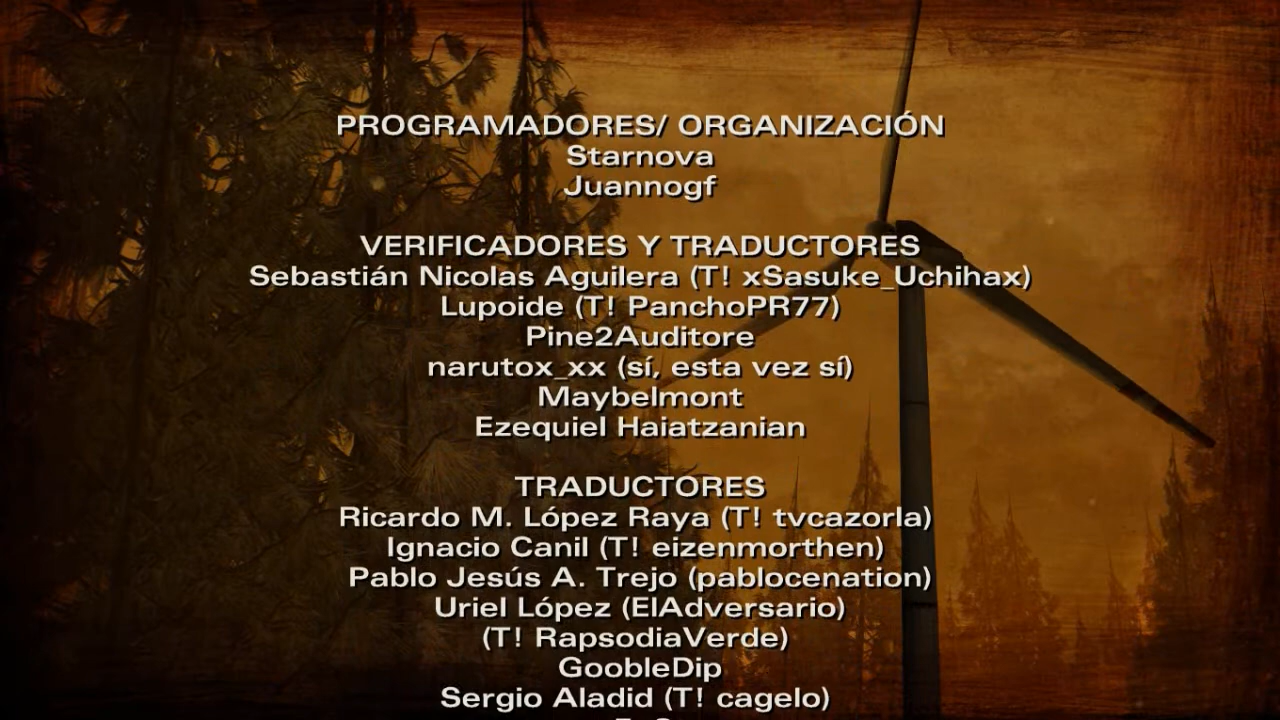 PROGRAMADORES/ ORGANIZACIÓN
Starnova
Juannogf
VERIFICADORES Y TRADUCTORES
Sebastián Nicolas Aguilera (T! xSasuke_Uchihax)
Lupoide (T! PanchoPR77)
Pine2Auditore
narutox_xx (sí, esta vez sí)
Maybelmont
Ezequiel Haiatzanian
TRADUCTORES
Ricardo M. López Raya (T! tvcazorla)
Ignacio Canil (T! eizenmorthen)
Pablo Jesús A. Trejo (pablocenation)
Uriel López (ElAdversario)
(T! RapsodiaVerde)
GoobleDip
Sergio Aladid (T! cagelo)